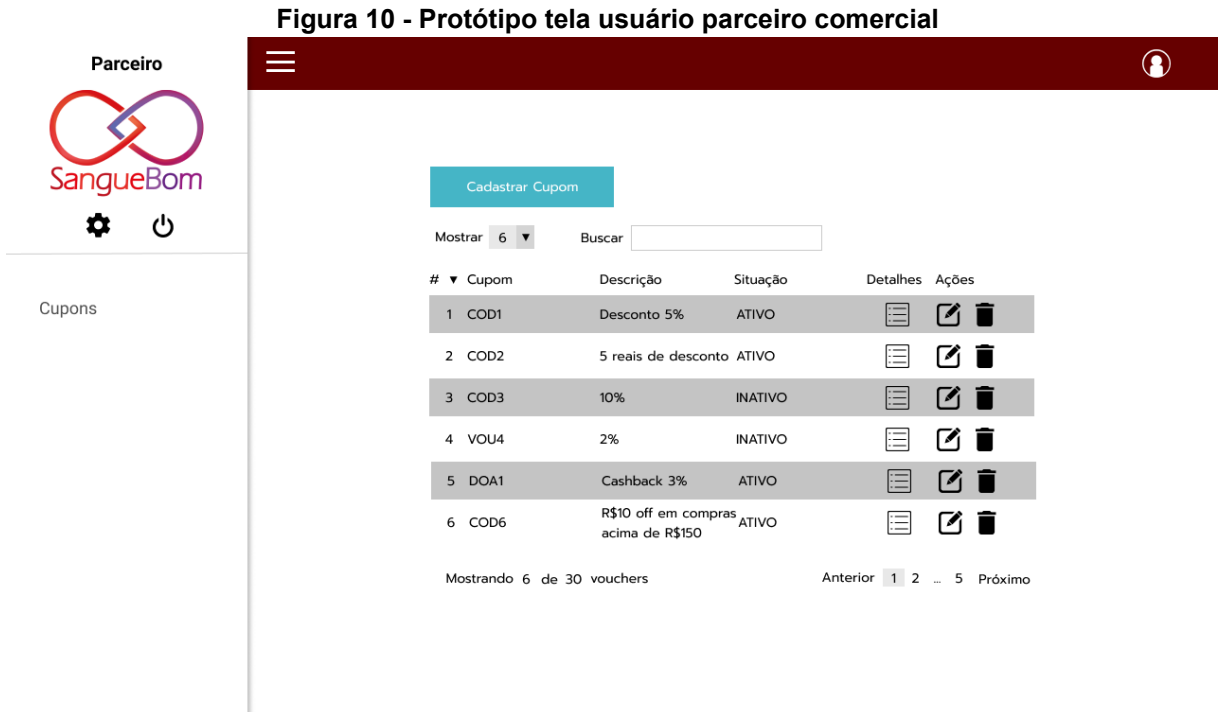 Figura 10 - Protótipo tela usuário parceiro comercial
Parceiro
SangueBom
Cupons
Cadastrar Cupom
Mostrar 6 ▼ Buscar
# ▼ Cupom Descrição Situação Detalhes Ações
1 COD1 Desconto 5% ATIVO
2 COD2 5 reais de desconto ATIVO
3 COD3 10% INATIVO
4 VOU4 2% INATIVO
5 DOA1 Cashback 3% ATIVO
6 COD6 R$10 off em compras acima de R$150 ATIVO
Mostrando 6 de 30 vouchers Anterior 1 2 ... 5 Próximo